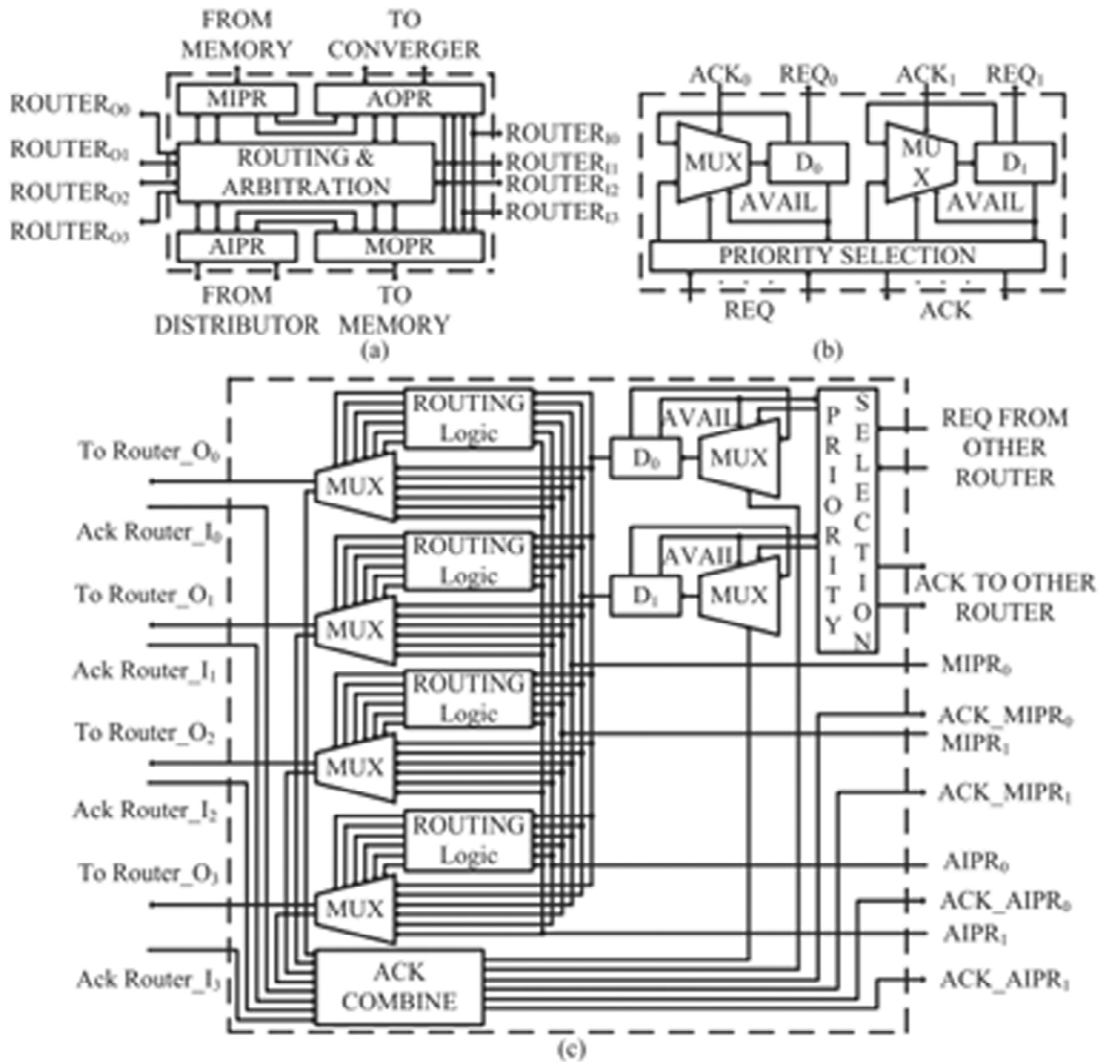 FROM MEMORY
TO CONVERGER
MIPR
AOPR
ROUTER_O0
ROUTER_O1
ROUTER_O2
ROUTER_O3
ROUTING & ARBITRATION
ROUTER_I0
ROUTER_I1
ROUTER_I2
ROUTER_I3
AIPR
MOPR
FROM DISTRIBUTOR
TO MEMORY
(a)
ACK₀
REQ₀
ACK₁
REQ₁
MUX
D₀
MUX
D₁
AVAIL
AVAIL
PRIORITY SELECTION
REQ
ACK
(b)
To Router_O₀
Ack Router_I₀
To Router_O₁
Ack Router_I₁
To Router_O₂
Ack Router_I₂
To Router_O₃
Ack Router_I₃
ROUTING Logic
MUX
ROUTING Logic
MUX
ROUTING Logic
MUX
ROUTING Logic
MUX
ACK COMBINE
AVAIL
D₀
MUX
AVAIL
D₁
MUX
PRIORITY SELECTION
REQ FROM OTHER ROUTER
ACK TO OTHER ROUTER
MIPR₀
ACK_MIPR₀
MIPR₁
ACK_MIPR₁
AIPR₀
ACK_AIPR₀
AIPR₁
ACK_AIPR₁
(c)